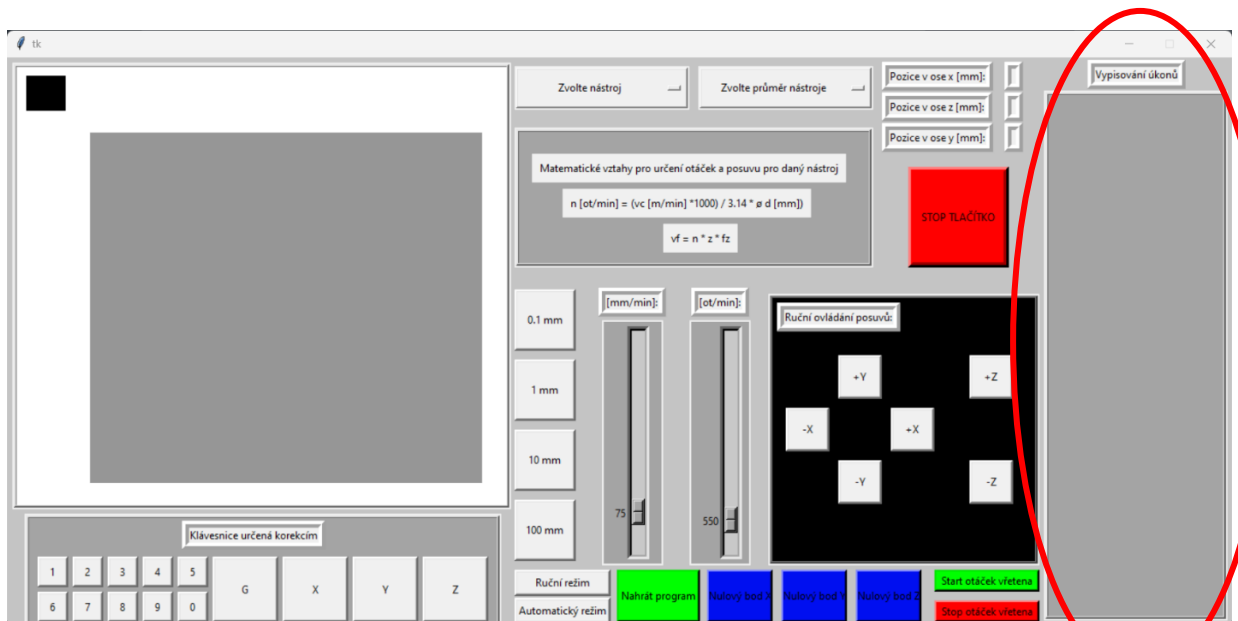 tk
Zvolte nástroj
Zvolte průměr nástroje
Pozice v ose x [mm]:
Pozice v ose z [mm]:
Pozice v ose y [mm]:
Vypisování úkonů
Matematické vztahy pro určení otáček a posuvu pro daný nástroj
n [ot/min] = (vc [m/min] *1000) / 3.14 * ø d [mm])
vf = n * z * fz
STOP TLAČÍTKO
0.1 mm
1 mm
10 mm
100 mm
[mm/min]:
[ot/min]:
75
550
Ruční ovládání posuvů:
+Y
+Z
-X
+X
-Y
-Z
Klávesnice určená korekcím
1 2 3 4 5
6 7 8 9 0
G X Y Z
Ruční režim
Automatický režim
Nahrát program
Nulový bod X
Nulový bod Y
Nulový bod Z
Start otáček vřetena
Stop otáček vřetena